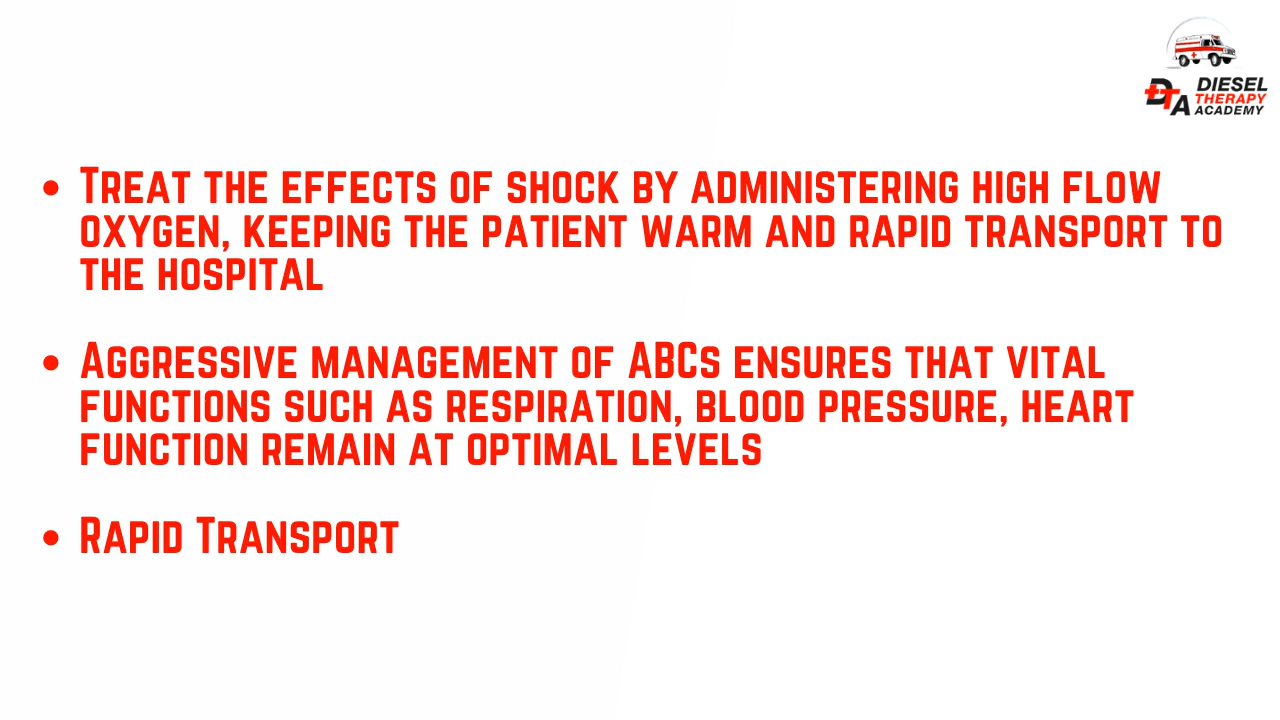 DIESEL
THERAPY
DTA ACADEMY
• Treat the effects of shock by administering high flow
oxygen, keeping the patient warm and rapid transport to
the hospital
• Aggressive management of ABCs ensures that vital
functions such as respiration, blood pressure, heart
function remain at optimal levels
• Rapid Transport